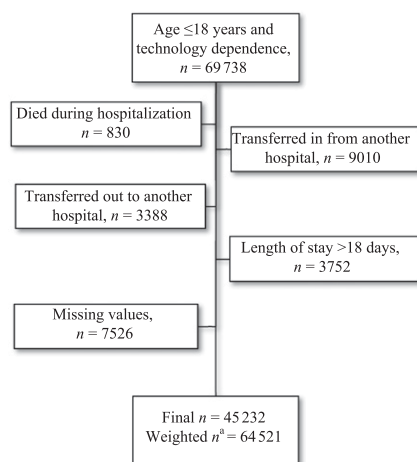 Age ≤18 years and
technology dependence,
n = 69 738
Died during hospitalization
n = 830
Transferred in from another
hospital, n = 9010
Transferred out to another
hospital, n = 3388
Length of stay >18 days,
n = 3752
Missing values,
n = 7526
Final n = 45 232
Weighted nª = 64 521